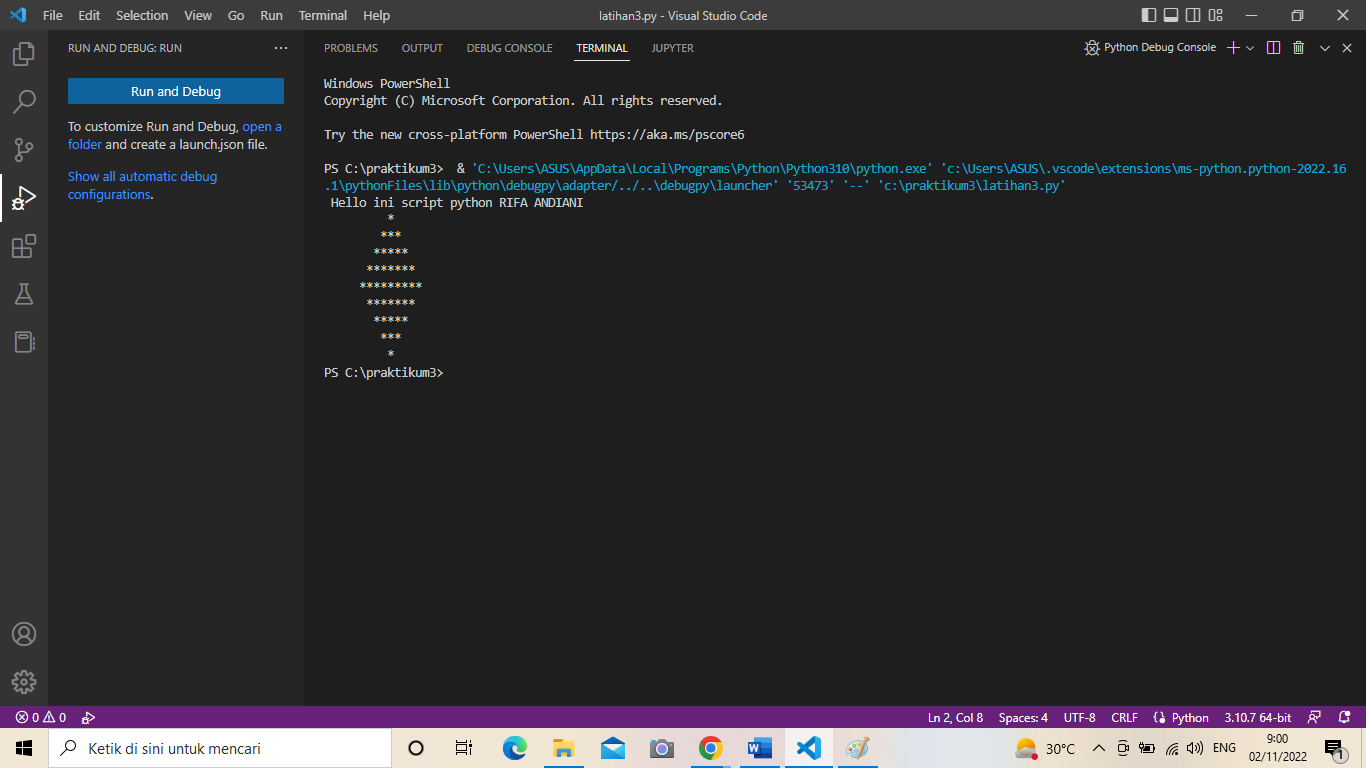 File Edit Selection View Go Run Terminal Help
latihan3.py - Visual Studio Code
RUN AND DEBUG: RUN
Run and Debug
To customize Run and Debug, open a
folder and create a launch.json file.
Show all automatic debug
configurations.
PROBLEMS OUTPUT DEBUG CONSOLE TERMINAL JUPYTER
Python Debug Console
Windows PowerShell
Copyright (C) Microsoft Corporation. All rights reserved.
Try the new cross-platform PowerShell https://aka.ms/pscore6
PS C:\praktikum3>  & 'C:\Users\ASUS\AppData\Local\Programs\Python\Python310\python.exe' 'c:\Users\ASUS\.vscode\extensions\ms-python.python-2022.16
.1\pythonFiles\lib\python\debugpy\adapter/../..\debugpy\launcher' '53473' '--' 'c:\praktikum3\latihan3.py'
 Hello ini script python RIFA ANDIANI
         *
        ***
       *****
      *******
     *********
      *******
       *****
        ***
         *
PS C:\praktikum3>
0 0
Ln 2, Col 8 Spaces: 4 UTF-8 CRLF Python 3.10.7 64-bit
Ketik di sini untuk mencari
30°C
ENG
9:00
02/11/2022
1